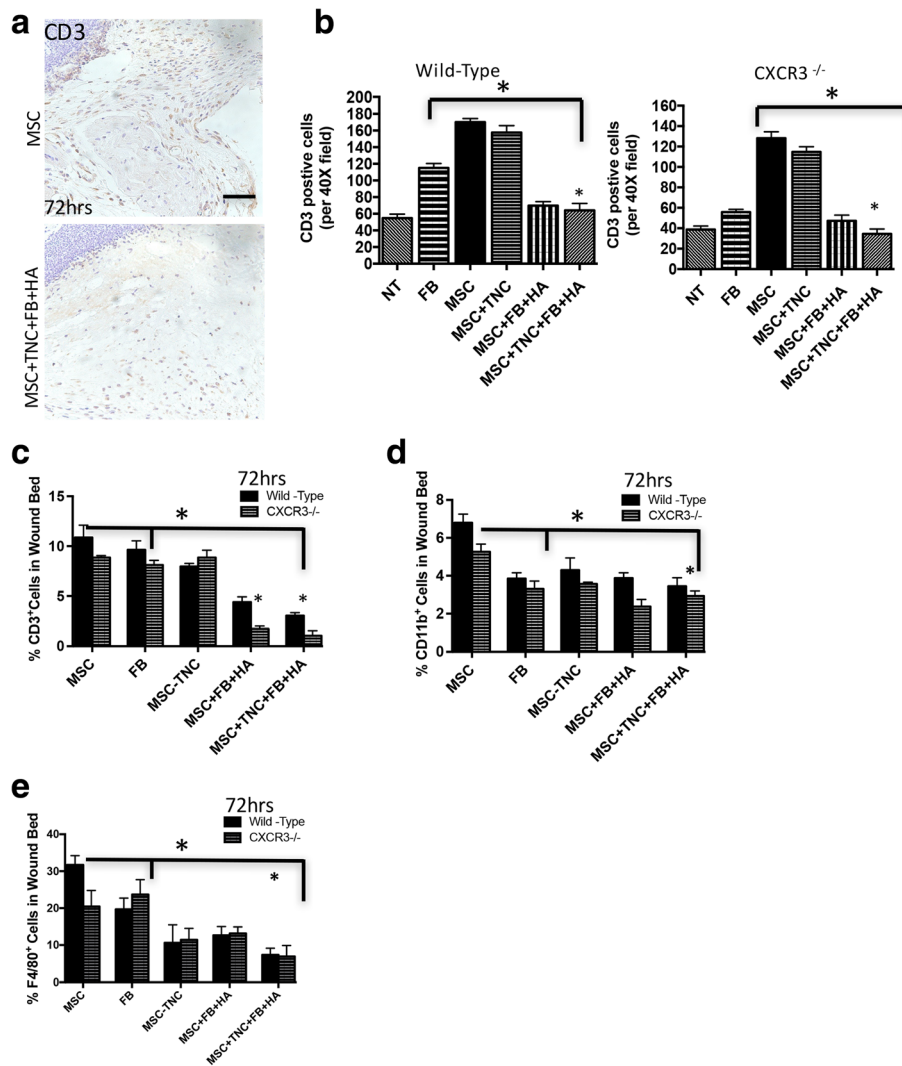 a
CD3
MSC
72hrs
MSC+TNC+FB+HA
b
Wild-Type
*
180
160
140
120
100
80
60
40
20
0
CD3 postive cells
(per 40X field)
*
NT
FB
MSC
MSC+TNC
MSC+FB+HA
MSC+TNC+FB+HA
CXCR3 -/-
*
160
140
120
100
80
60
40
20
0
CD3 postive cells
(per 40X field)
*
NT
FB
MSC
MSC+TNC
MSC+FB+HA
MSC+TNC+FB+HA
c
72hrs
Wild -Type
CXCR3-/-
*
15
10
5
0
% CD3+Cells in Wound Bed
*
*
MSC
FB
MSC-TNC
MSC+FB+HA
MSC+TNC+FB+HA
d
72hrs
Wild -Type
CXCR3-/-
*
8
6
4
2
0
% CD11b+ Cells in Wound Bed
*
MSC
FB
MSC-TNC
MSC+FB+HA
MSC+TNC+FB+HA
e
72hrs
Wild -Type
CXCR3-/-
*
40
30
20
10
0
% F4/80+ Cells in Wound Bed
*
MSC
FB
MSC-TNC
MSC+FB+HA
MSC+TNC+FB+HA